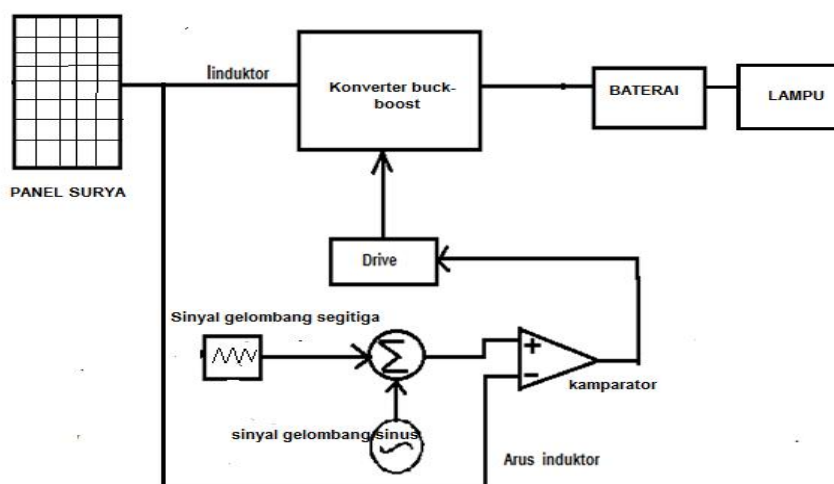 Iinduktor
Konverter buck-
boost
BATERAI
LAMPU
PANEL SURYA
Drive
Sinyal gelombang segitiga
Σ
+
-
kamparator
sinyal gelombang sinus
Arus induktor